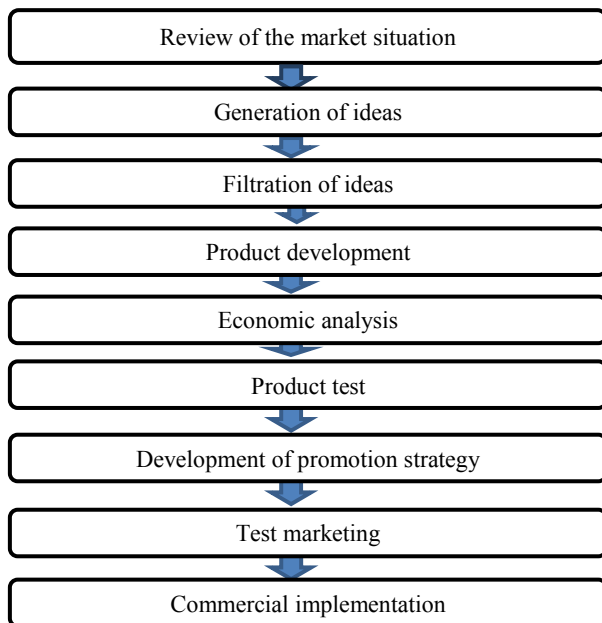 Review of the market situation
Generation of ideas
Filtration of ideas
Product development
Economic analysis
Product test
Development of promotion strategy
Test marketing
Commercial implementation